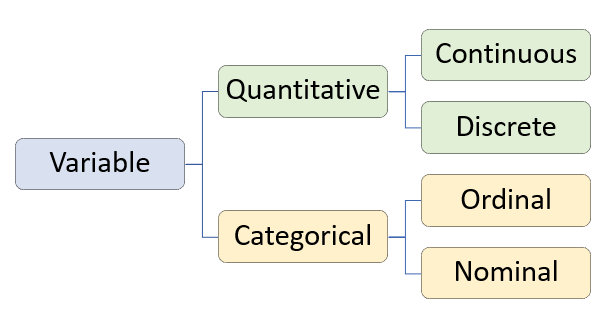 Continuous
Quantitative
Discrete
Variable
Ordinal
Categorical
Nominal